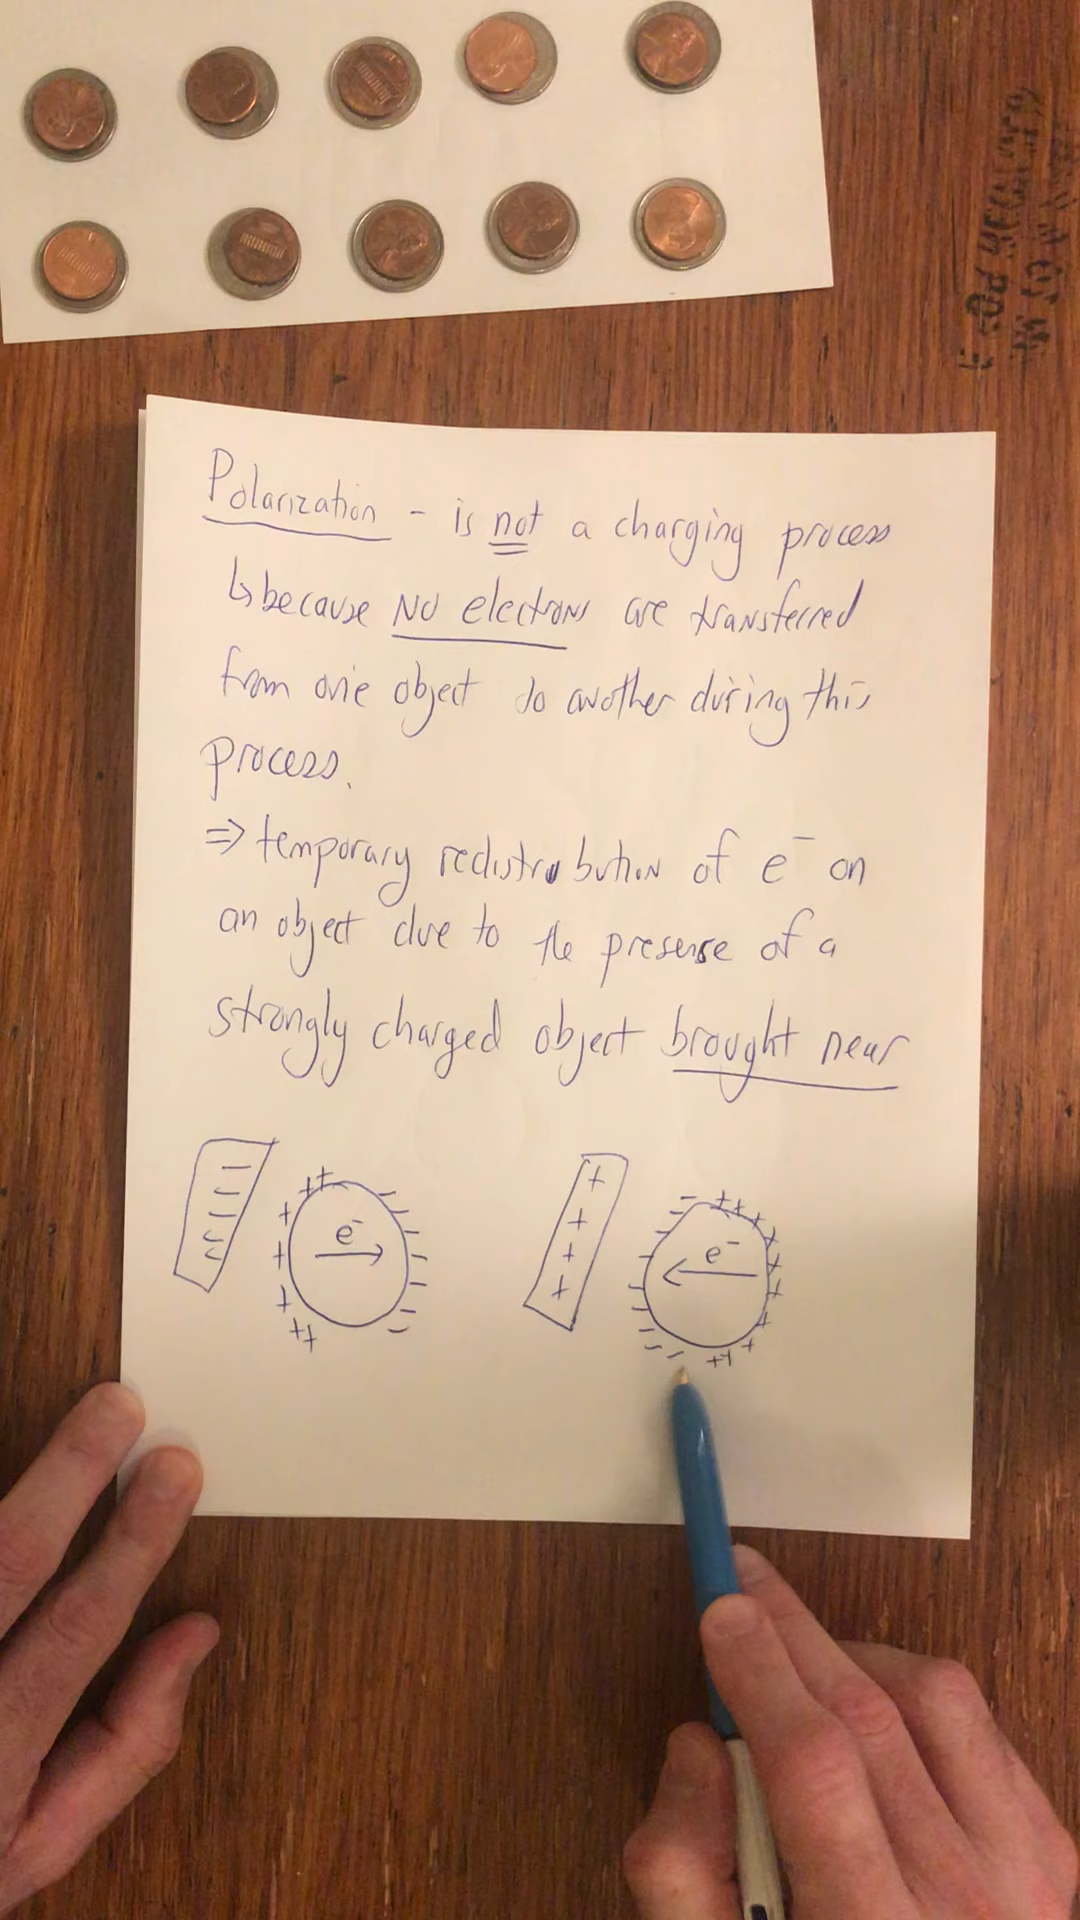 Polarization - is not a charging process
↳ because NO electrons are transferred
from one object to another during this
process.
⇒ temporary redistribution of e⁻ on
an object due to the presense of a
strongly charged object brought near
− − − − −
++ + + + ++
e⁻
− − − − − − −
+ + + +
− − − − − − − − −
e⁻
++ + + + + + + ++